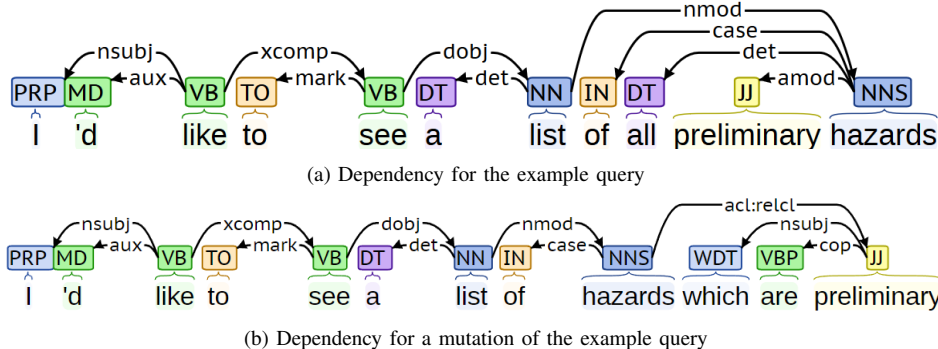 nmod
case
nsubj xcomp dobj det
aux mark det amod
PRP MD VB TO VB DT NN IN DT JJ NNS
I 'd like to see a list of all preliminary hazards
(a) Dependency for the example query
acl:relcl
nsubj xcomp dobj nmod nsubj
aux mark det case cop
PRP MD VB TO VB DT NN IN NNS WDT VBP JJ
I 'd like to see a list of hazards which are preliminary
(b) Dependency for a mutation of the example query